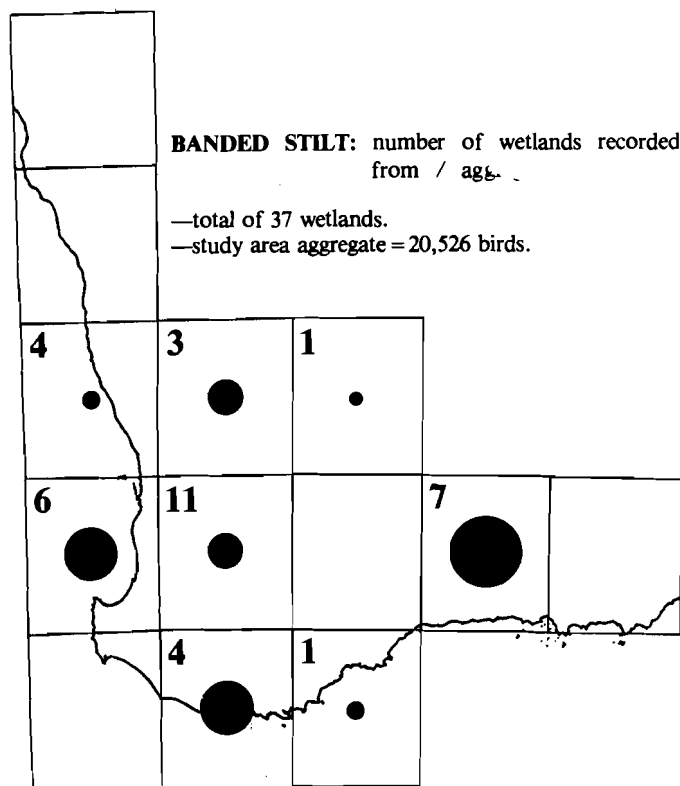 BANDED STILT: number of wetlands recorded
from / agg.
—total of 37 wetlands.
—study area aggregate = 20,526 birds.
4 3 1
6 11 7
4 1